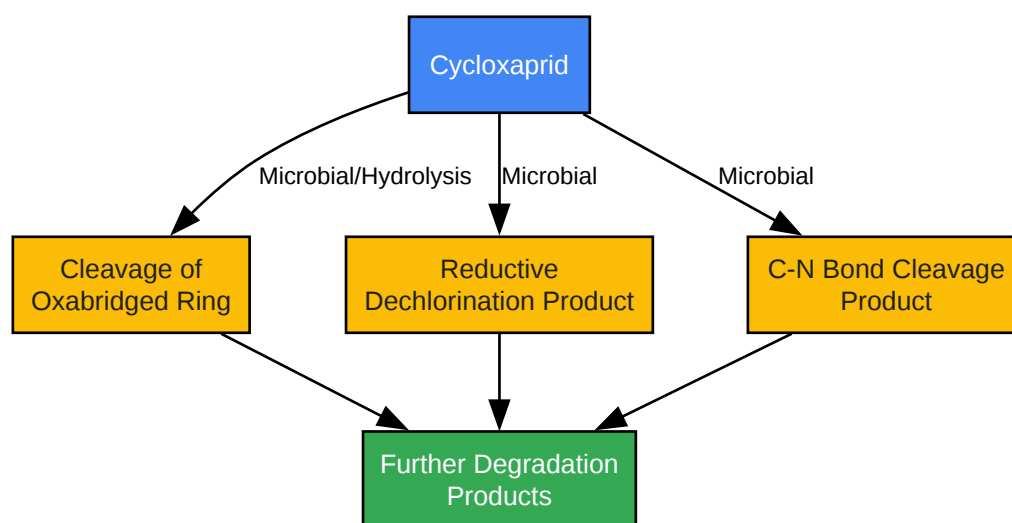 Cycloxaprid
Microbial/Hydrolysis
Microbial
Microbial
Cleavage of
Oxabridged Ring
Reductive
Dechlorination Product
C-N Bond Cleavage
Product
Further Degradation
Products